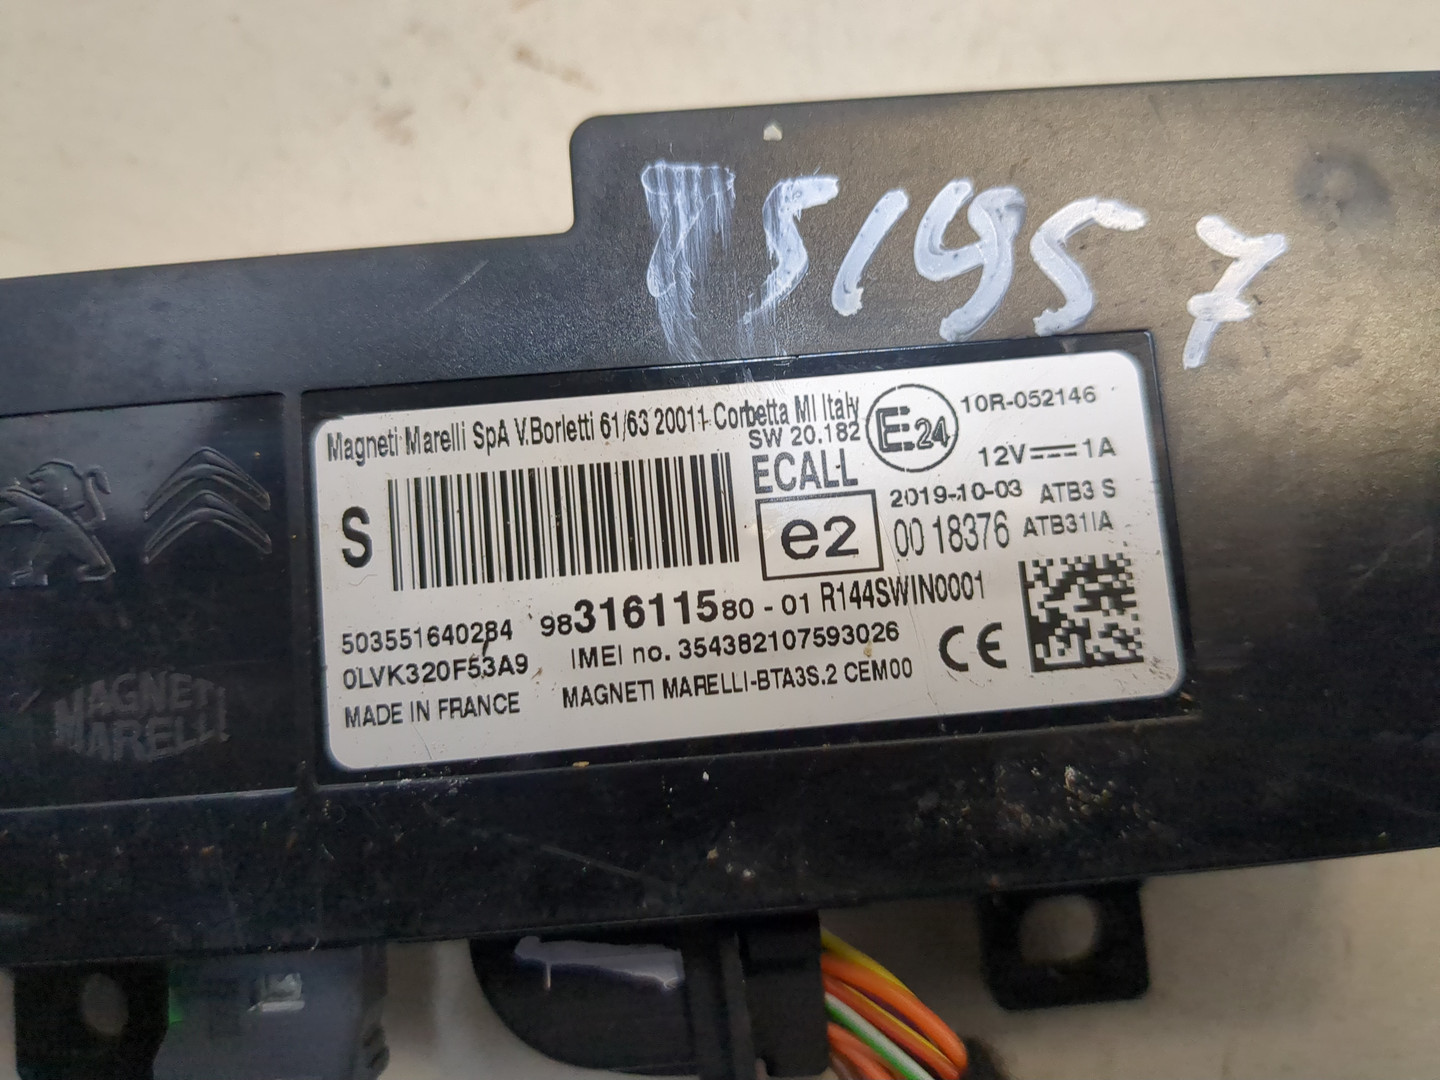 51457
Magneti Marelli SpA V.Borletti 61/63 20011- Corbetta MI Italy
SW 20.182
E24
10R-052146
ECALL
12V 1A
S
e2
2019-10-03 ATB3 S
00 18376 ATB31IA
503551640284
9831611580 - 01 R144SWIN0001
0LVK320F53A9
IMEI no. 354382107593026
CE
MADE IN FRANCE
MAGNETI MARELLI-BTA3S.2 CEM00
MAGNETI
MARELLI